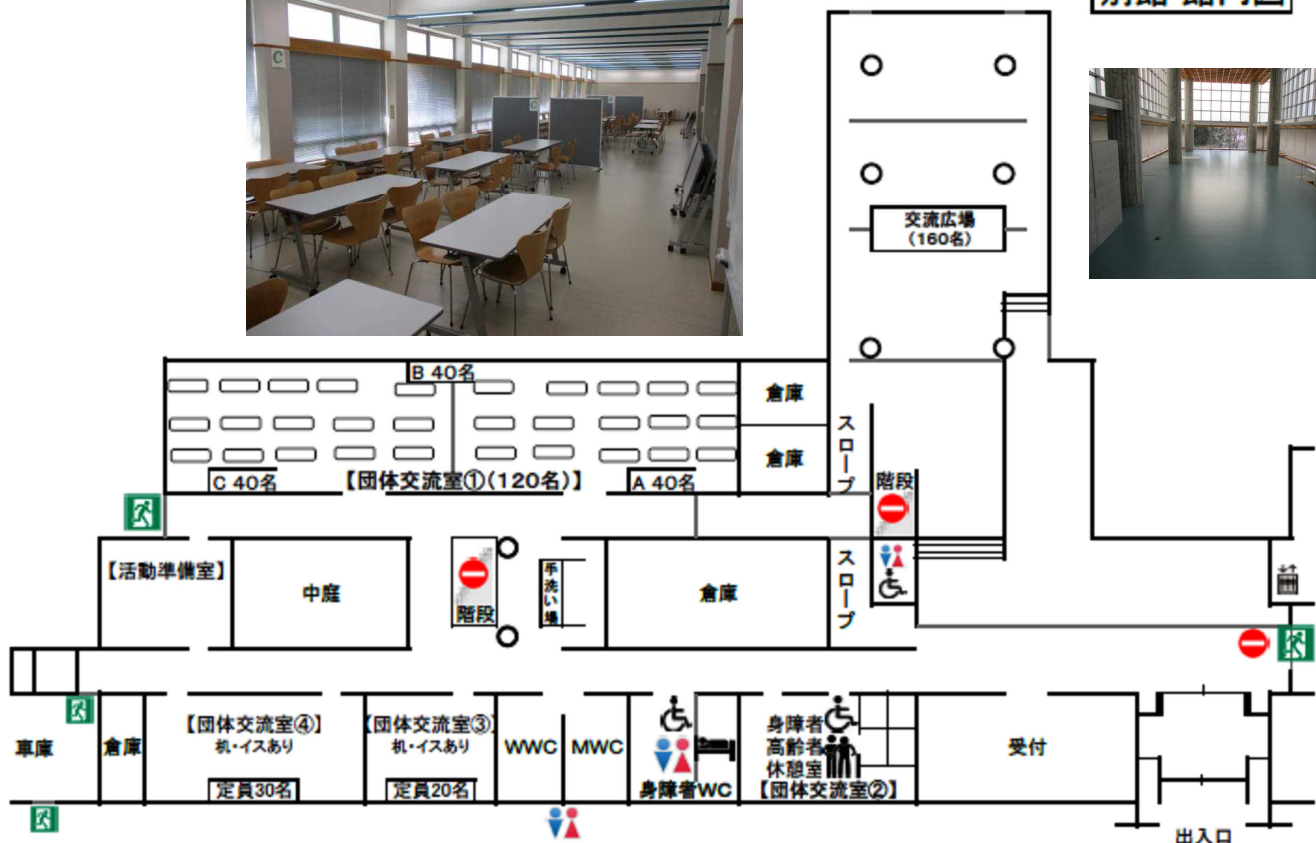 別館 館内図
C
交流広場
(160名)
B 40名
倉庫
倉庫
スロープ
階段
C 40名
【団体交流室①(120名)】
A 40名
【活動準備室】
中庭
階段
手洗い場
倉庫
スロープ
車庫
倉庫
【団体交流室④】
机・イスあり
定員30名
【団体交流室③】
机・イスあり
定員20名
WWC
MWC
身障者WC
身障者
高齢者
休憩室
【団体交流室②】
受付
出入口